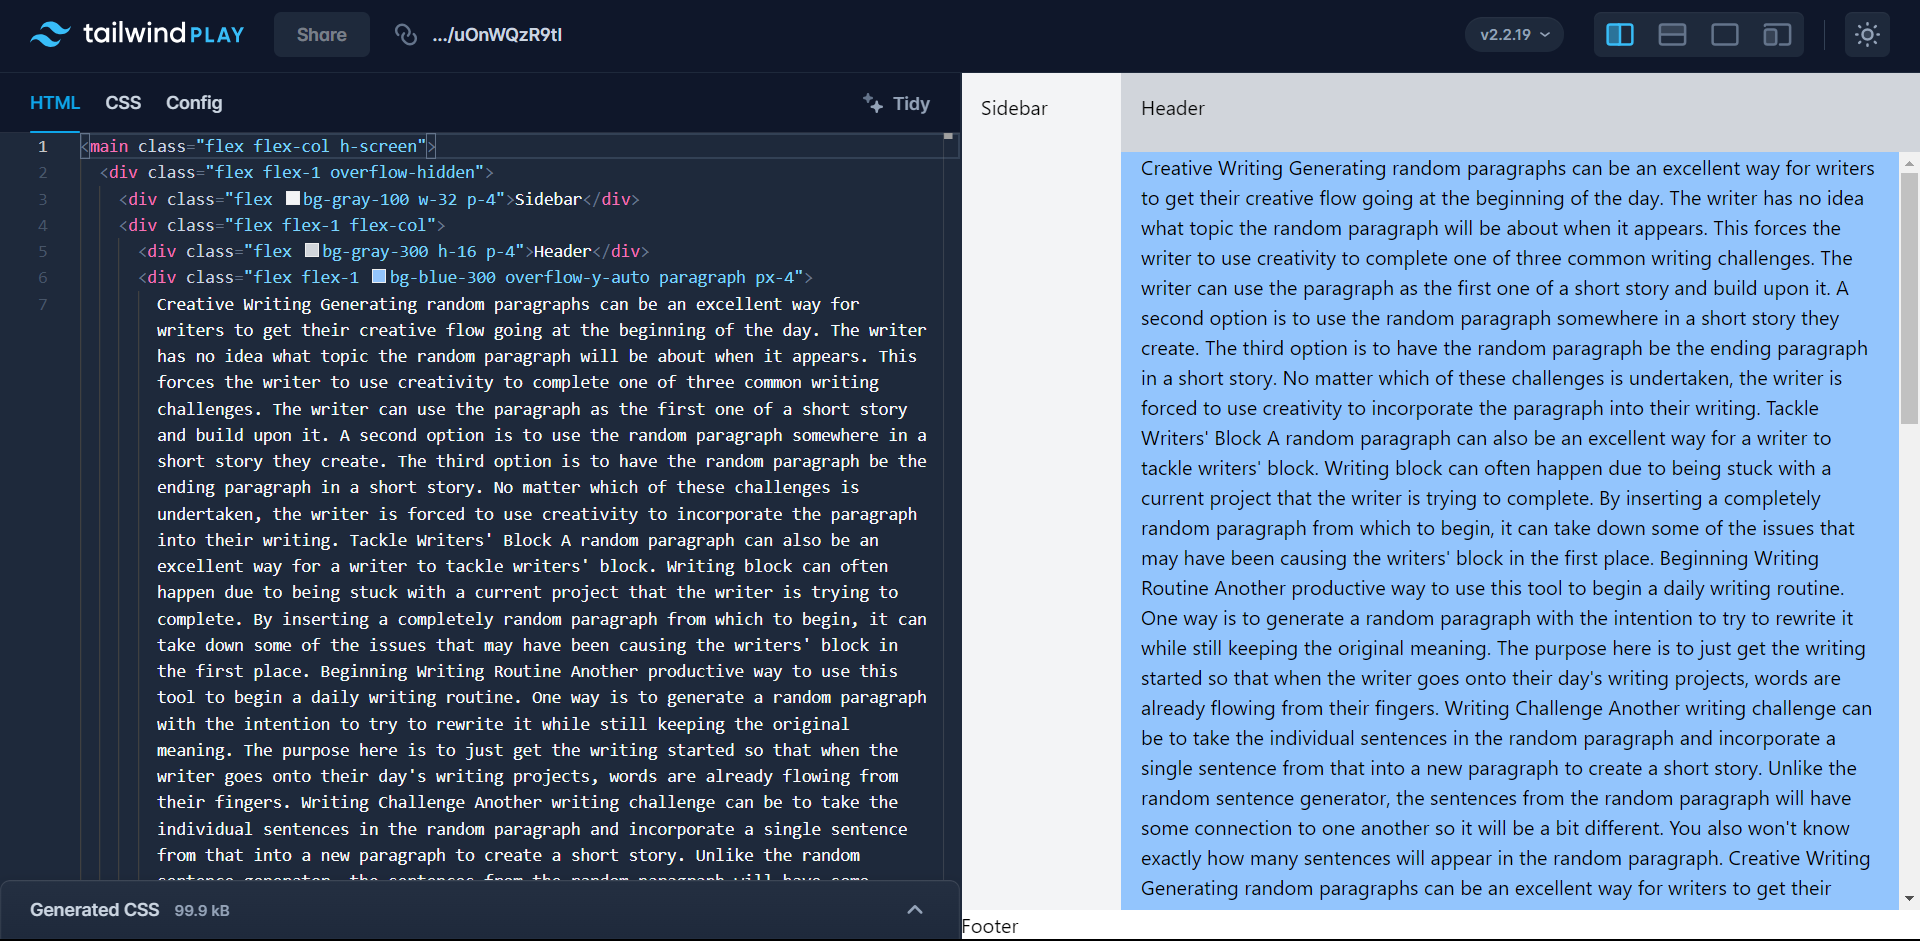 tailwind PLAY
Share
.../uOnWQzR9tI
v2.2.19
HTML CSS Config
Tidy
1 <main class="flex flex-col h-screen">
2 <div class="flex flex-1 overflow-hidden">
3 <div class="flex bg-gray-100 w-32 p-4">Sidebar</div>
4 <div class="flex flex-1 flex-col">
5 <div class="flex bg-gray-300 h-16 p-4">Header</div>
6 <div class="flex flex-1 bg-blue-300 overflow-y-auto paragraph px-4">
7 Creative Writing Generating random paragraphs can be an excellent way for
writers to get their creative flow going at the beginning of the day. The writer
has no idea what topic the random paragraph will be about when it appears. This
forces the writer to use creativity to complete one of three common writing
challenges. The writer can use the paragraph as the first one of a short story
and build upon it. A second option is to use the random paragraph somewhere in a
short story they create. The third option is to have the random paragraph be the
ending paragraph in a short story. No matter which of these challenges is
undertaken, the writer is forced to use creativity to incorporate the paragraph
into their writing. Tackle Writers' Block A random paragraph can also be an
excellent way for a writer to tackle writers' block. Writing block can often
happen due to being stuck with a current project that the writer is trying to
complete. By inserting a completely random paragraph from which to begin, it can
take down some of the issues that may have been causing the writers' block in
the first place. Beginning Writing Routine Another productive way to use this
tool to begin a daily writing routine. One way is to generate a random paragraph
with the intention to try to rewrite it while still keeping the original
meaning. The purpose here is to just get the writing started so that when the
writer goes onto their day's writing projects, words are already flowing from
their fingers. Writing Challenge Another writing challenge can be to take the
individual sentences in the random paragraph and incorporate a single sentence
from that into a new paragraph to create a short story. Unlike the random
sentence generator, the sentences from the random paragraph will have some
Generated CSS 99.9 kB
Sidebar
Header
Creative Writing Generating random paragraphs can be an excellent way for writers
to get their creative flow going at the beginning of the day. The writer has no idea
what topic the random paragraph will be about when it appears. This forces the
writer to use creativity to complete one of three common writing challenges. The
writer can use the paragraph as the first one of a short story and build upon it. A
second option is to use the random paragraph somewhere in a short story they
create. The third option is to have the random paragraph be the ending paragraph
in a short story. No matter which of these challenges is undertaken, the writer is
forced to use creativity to incorporate the paragraph into their writing. Tackle
Writers' Block A random paragraph can also be an excellent way for a writer to
tackle writers' block. Writing block can often happen due to being stuck with a
current project that the writer is trying to complete. By inserting a completely
random paragraph from which to begin, it can take down some of the issues that
may have been causing the writers' block in the first place. Beginning Writing
Routine Another productive way to use this tool to begin a daily writing routine.
One way is to generate a random paragraph with the intention to try to rewrite it
while still keeping the original meaning. The purpose here is to just get the writing
started so that when the writer goes onto their day's writing projects, words are
already flowing from their fingers. Writing Challenge Another writing challenge can
be to take the individual sentences in the random paragraph and incorporate a
single sentence from that into a new paragraph to create a short story. Unlike the
random sentence generator, the sentences from the random paragraph will have
some connection to one another so it will be a bit different. You also won't know
exactly how many sentences will appear in the random paragraph. Creative Writing
Generating random paragraphs can be an excellent way for writers to get their
Footer